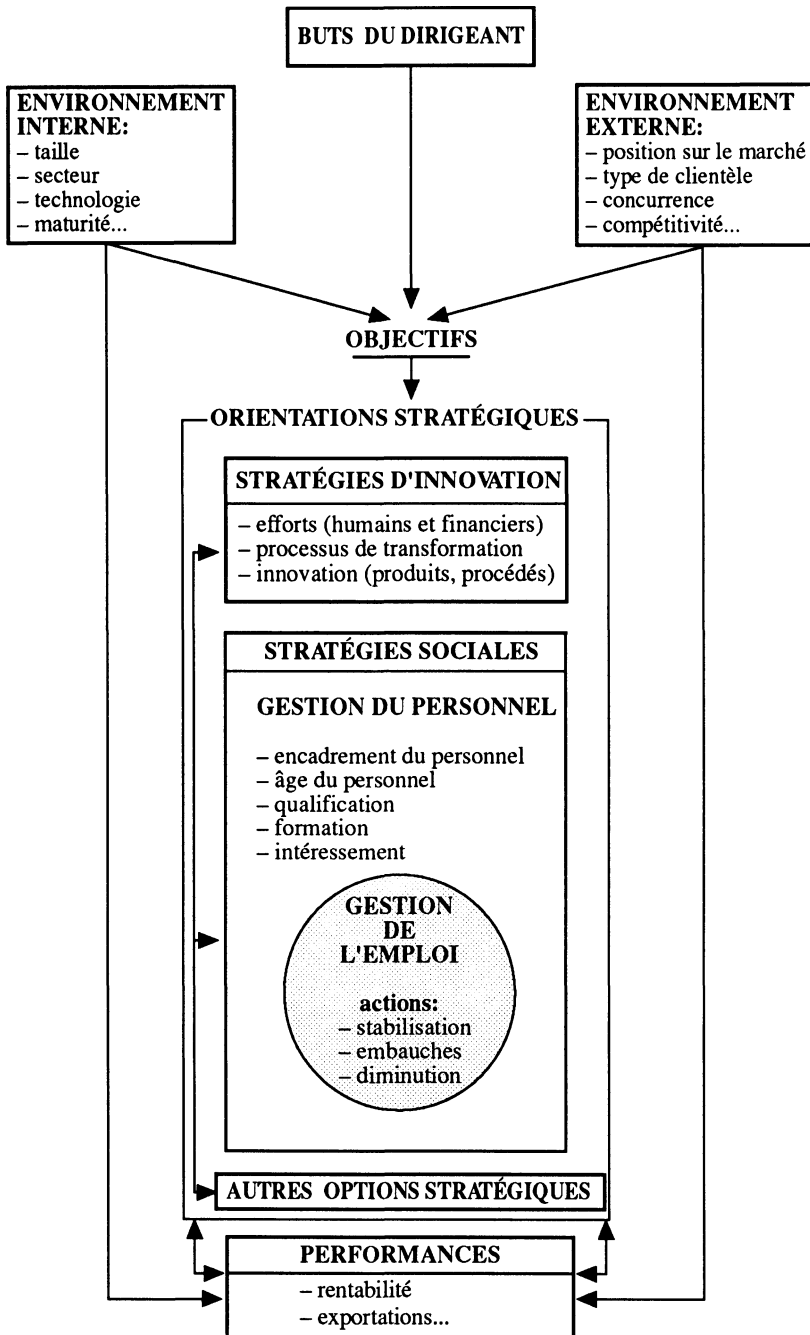 BUTS DU DIRIGEANT
ENVIRONNEMENT
INTERNE:
– taille
– secteur
– technologie
– maturité...
ENVIRONNEMENT
EXTERNE:
– position sur le marché
– type de clientèle
– concurrence
– compétitivité...
OBJECTIFS
ORIENTATIONS STRATÉGIQUES
STRATÉGIES D'INNOVATION
– efforts (humains et financiers)
– processus de transformation
– innovation (produits, procédés)
STRATÉGIES SOCIALES
GESTION DU PERSONNEL
– encadrement du personnel
– âge du personnel
– qualification
– formation
– intéressement
GESTION
DE
L'EMPLOI
actions:
– stabilisation
– embauches
– diminution
AUTRES OPTIONS STRATÉGIQUES
PERFORMANCES
– rentabilité
– exportations...